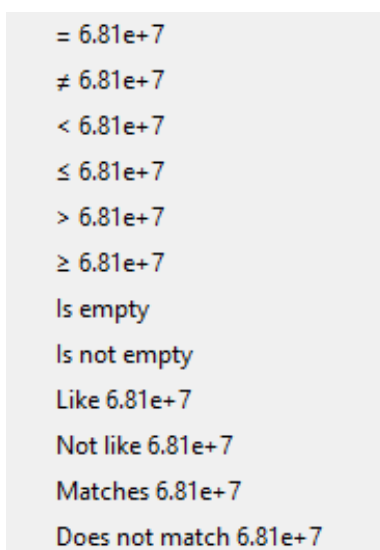 = 6.81e+7
≠ 6.81e+7
< 6.81e+7
≤ 6.81e+7
> 6.81e+7
≥ 6.81e+7
Is empty
Is not empty
Like 6.81e+7
Not like 6.81e+7
Matches 6.81e+7
Does not match 6.81e+7